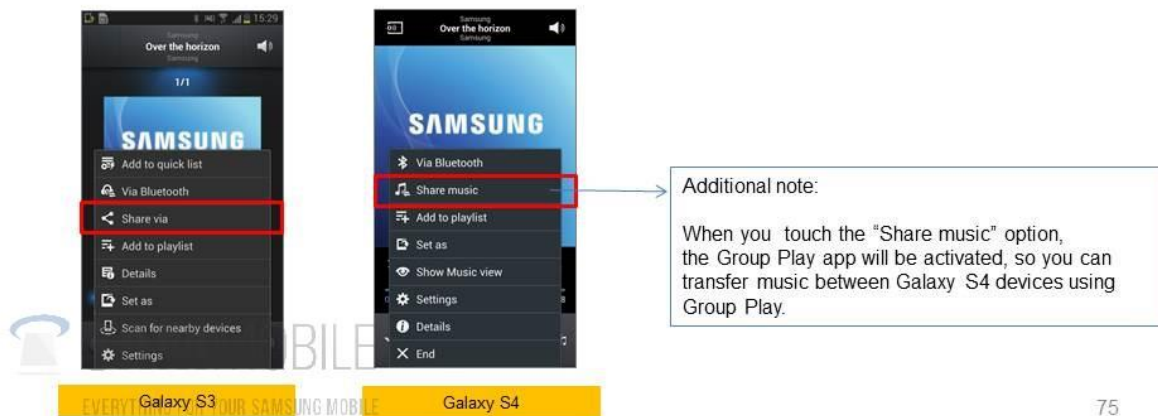 15:29
Samsung
Over the horizon
Samsung
1/1
SAMSUNG
Add to quick list
Via Bluetooth
Share via
Add to playlist
Details
Set as
Scan for nearby devices
Settings
Galaxy S3
Samsung
Over the horizon
Samsung
SAMSUNG
Via Bluetooth
Share music
Add to playlist
Set as
Show Music view
Settings
Details
End
Galaxy S4
Additional note:
When you touch the “Share music” option,
the Group Play app will be activated, so you can
transfer music between Galaxy S4 devices using
Group Play.
MOBILE
EVERYTHING FOR YOUR SAMSUNG MOBILE
75